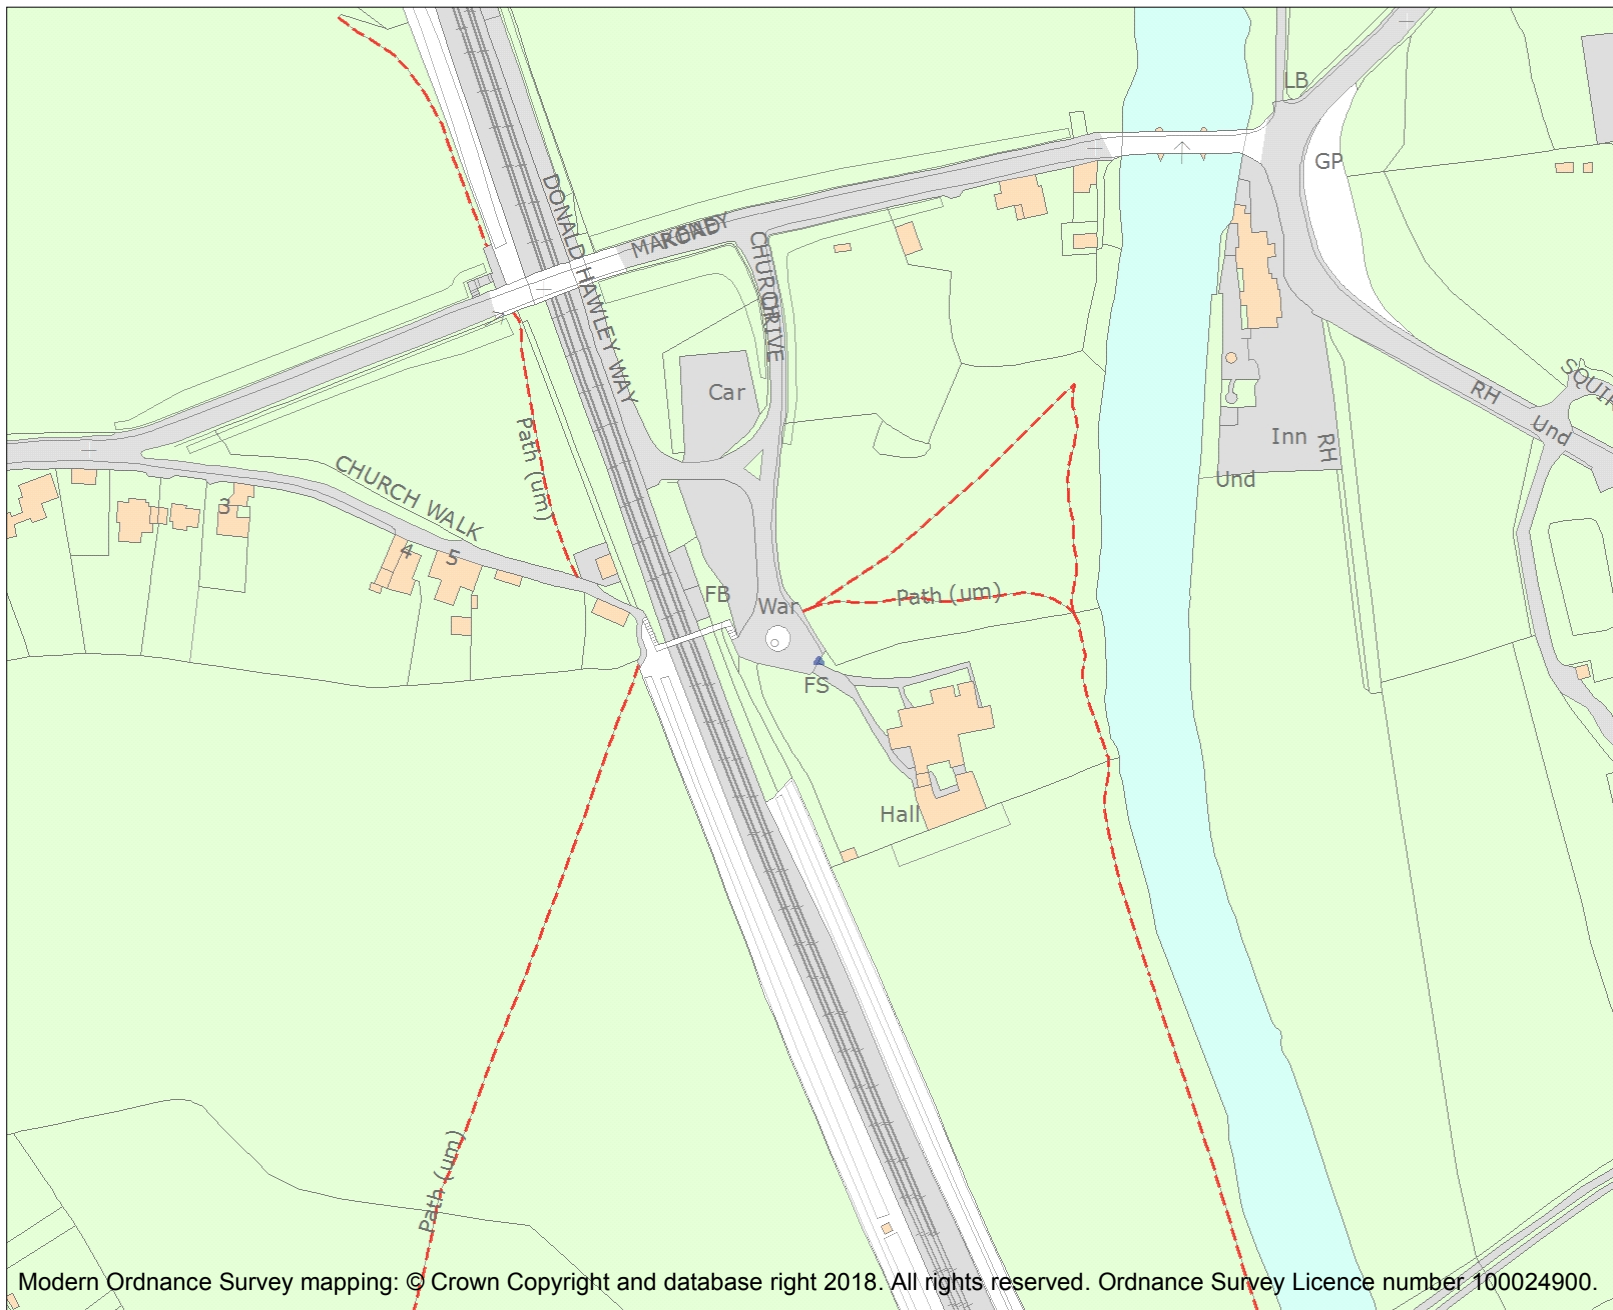 LB
GP
DONALD HAWLEY WAY
MAKENEY
ROAD
CHURCH
DRIVE
Car
RH
Und
Inn
RH
Und
Path (um)
CHURCH WALK
3
4
5
FB
War
Path (um)
FS
Hall
Path (um)
Modern Ordnance Survey mapping: © Crown Copyright and database right 2018. All rights reserved. Ordnance Survey Licence number 100024900.